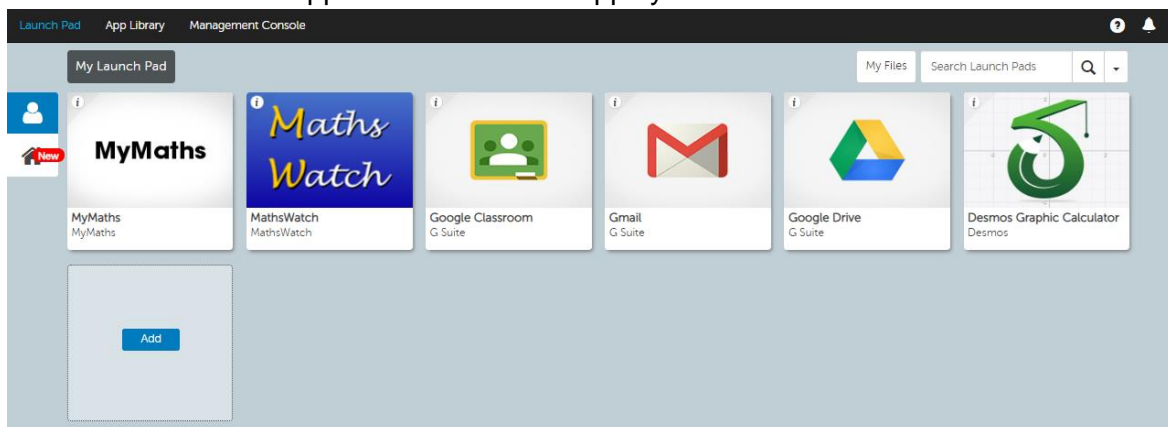 Launch Pad App Library Management Console
My Launch Pad
My Files
Search Launch Pads
New
MyMaths
Maths
Watch
MyMaths
MyMaths
MathsWatch
MathsWatch
Google Classroom
G Suite
Gmail
G Suite
Google Drive
G Suite
Desmos Graphic Calculator
Desmos
Add